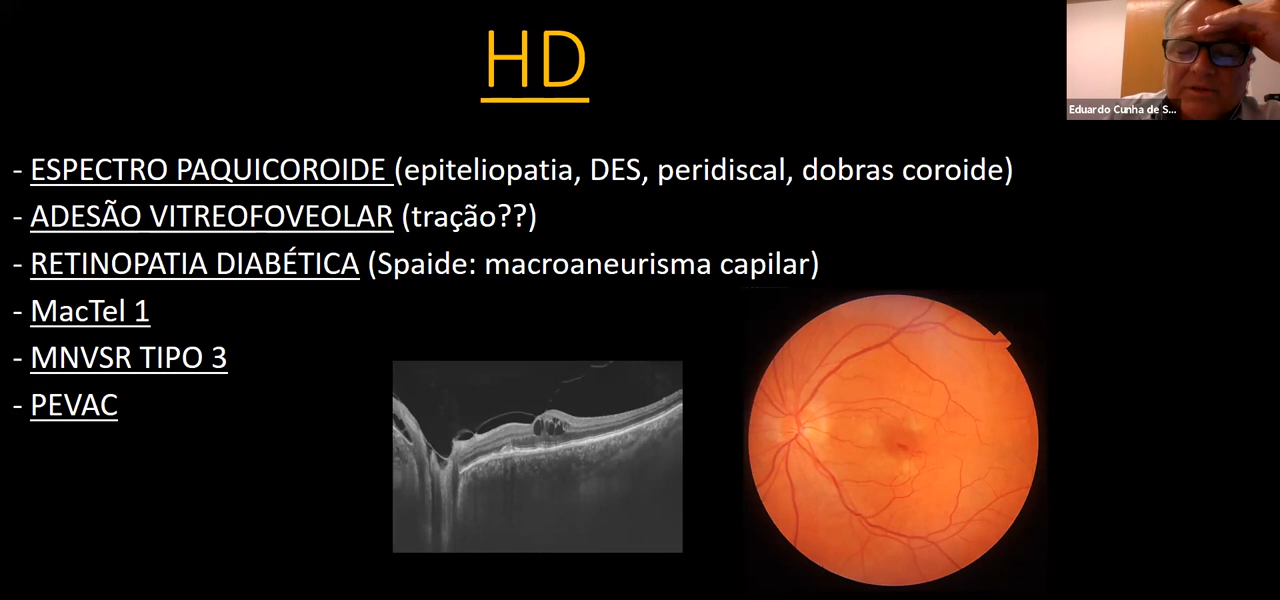 HD
Eduardo Cunha de S...
- ESPECTRO PAQUICOROIDE (epiteliopatia, DES, peridiscal, dobras coroide)
- ADESÃO VITREOFOVEOLAR (tração??)
- RETINOPATIA DIABÉTICA (Spaide: macroaneurisma capilar)
- MacTel 1
- MNVSR TIPO 3
- PEVAC